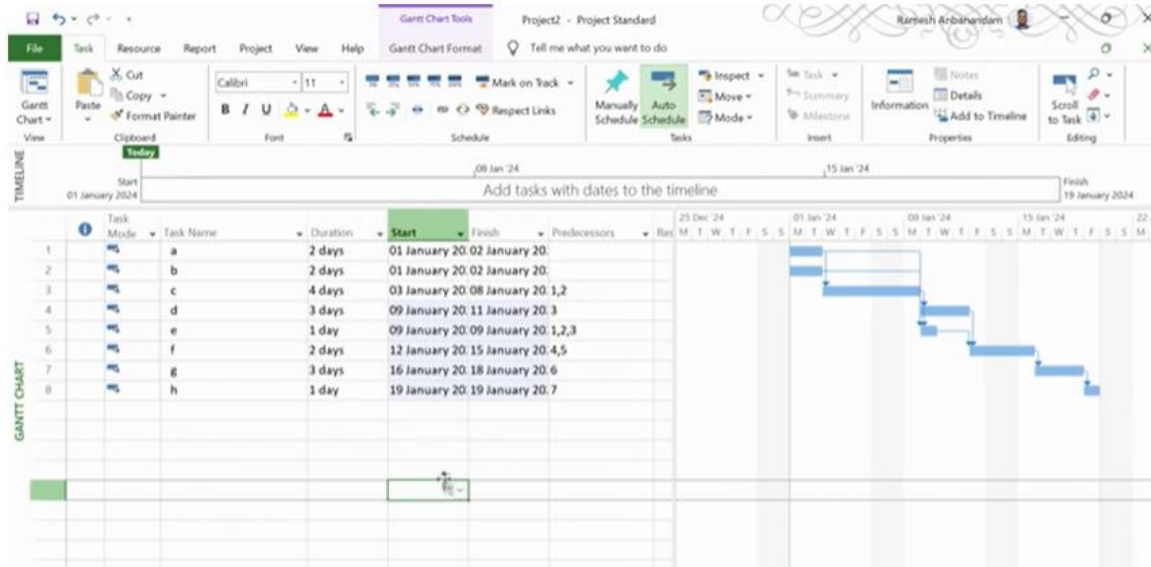 Gantt Chart Tools Project2 - Project Standard Ramesh Anbanandam
File Task Resource Report Project View Help Gantt Chart Format Tell me what you want to do
Gantt Chart
View
Paste
Cut
Copy
Format Painter
Clipboard
Calibri 11
B I U A
Font
Mark on Track
Respect Links
Schedule
Manually Schedule
Auto Schedule
Inspect
Move
Mode
Tasks
Task
Summary
Milestone
Insert
Information
Notes
Details
Add to Timeline
Properties
Scroll to Task
Editing
TIMELINE
Today
08 Jan '24 15 Jan '24
Start
01 January 2024
Add tasks with dates to the timeline
Finish
19 January 2024
GANTT CHART
Task Mode Task Name Duration Start Finish Predecessors Res
25 Dec '24 01 Jan '24 08 Jan '24 15 Jan '24 22
M T W T F S S M T W T F S S M T W T F S S M T W T F S S M
1 a 2 days 01 January 20 02 January 20
2 b 2 days 01 January 20 02 January 20
3 c 4 days 03 January 20 08 January 20 1,2
4 d 3 days 09 January 20 11 January 20 3
5 e 1 day 09 January 20 09 January 20 1,2,3
6 f 2 days 12 January 20 15 January 20 4,5
7 g 3 days 16 January 20 18 January 20 6
8 h 1 day 19 January 20 19 January 20 7